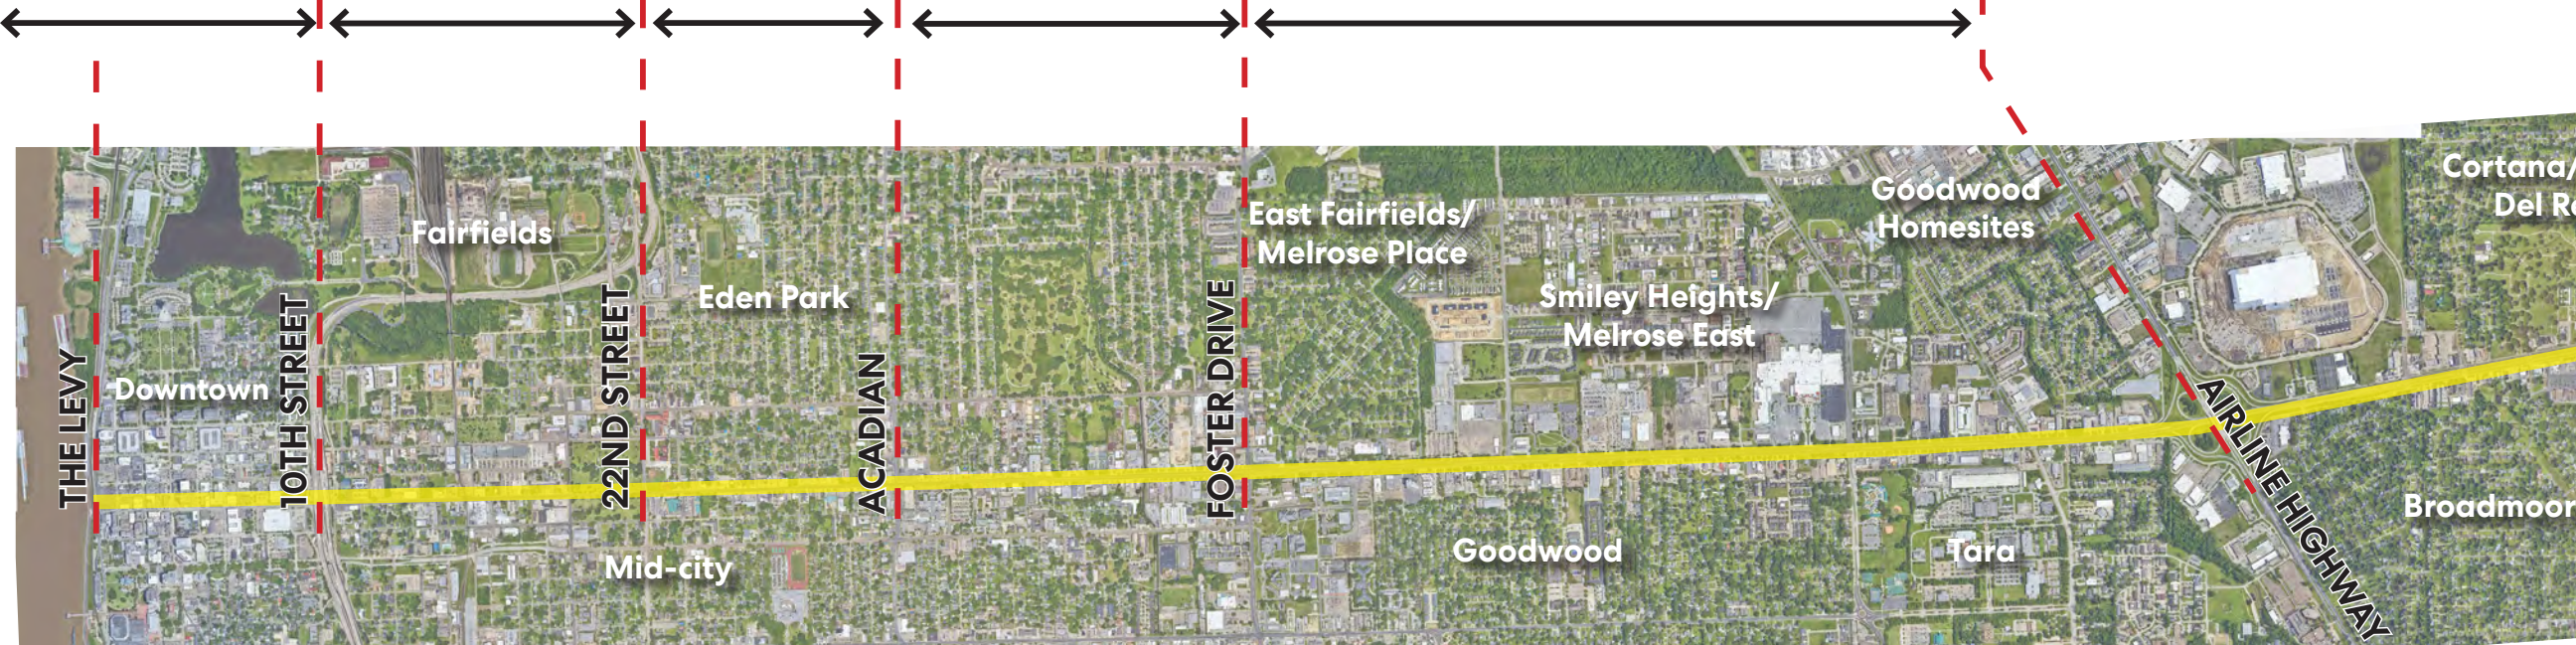 Cortana/
Goodwood
Homesites
East Fairfields/
Melrose Place
Fairfields
Eden Park
Smiley Heights/
Melrose East
Downtown
THE LEVY
10TH STREET
22ND STREET
ACADIAN
FOSTER DRIVE
AIRLINE HIGHWAY
Broadmoor
Mid-city
Goodwood
Tara